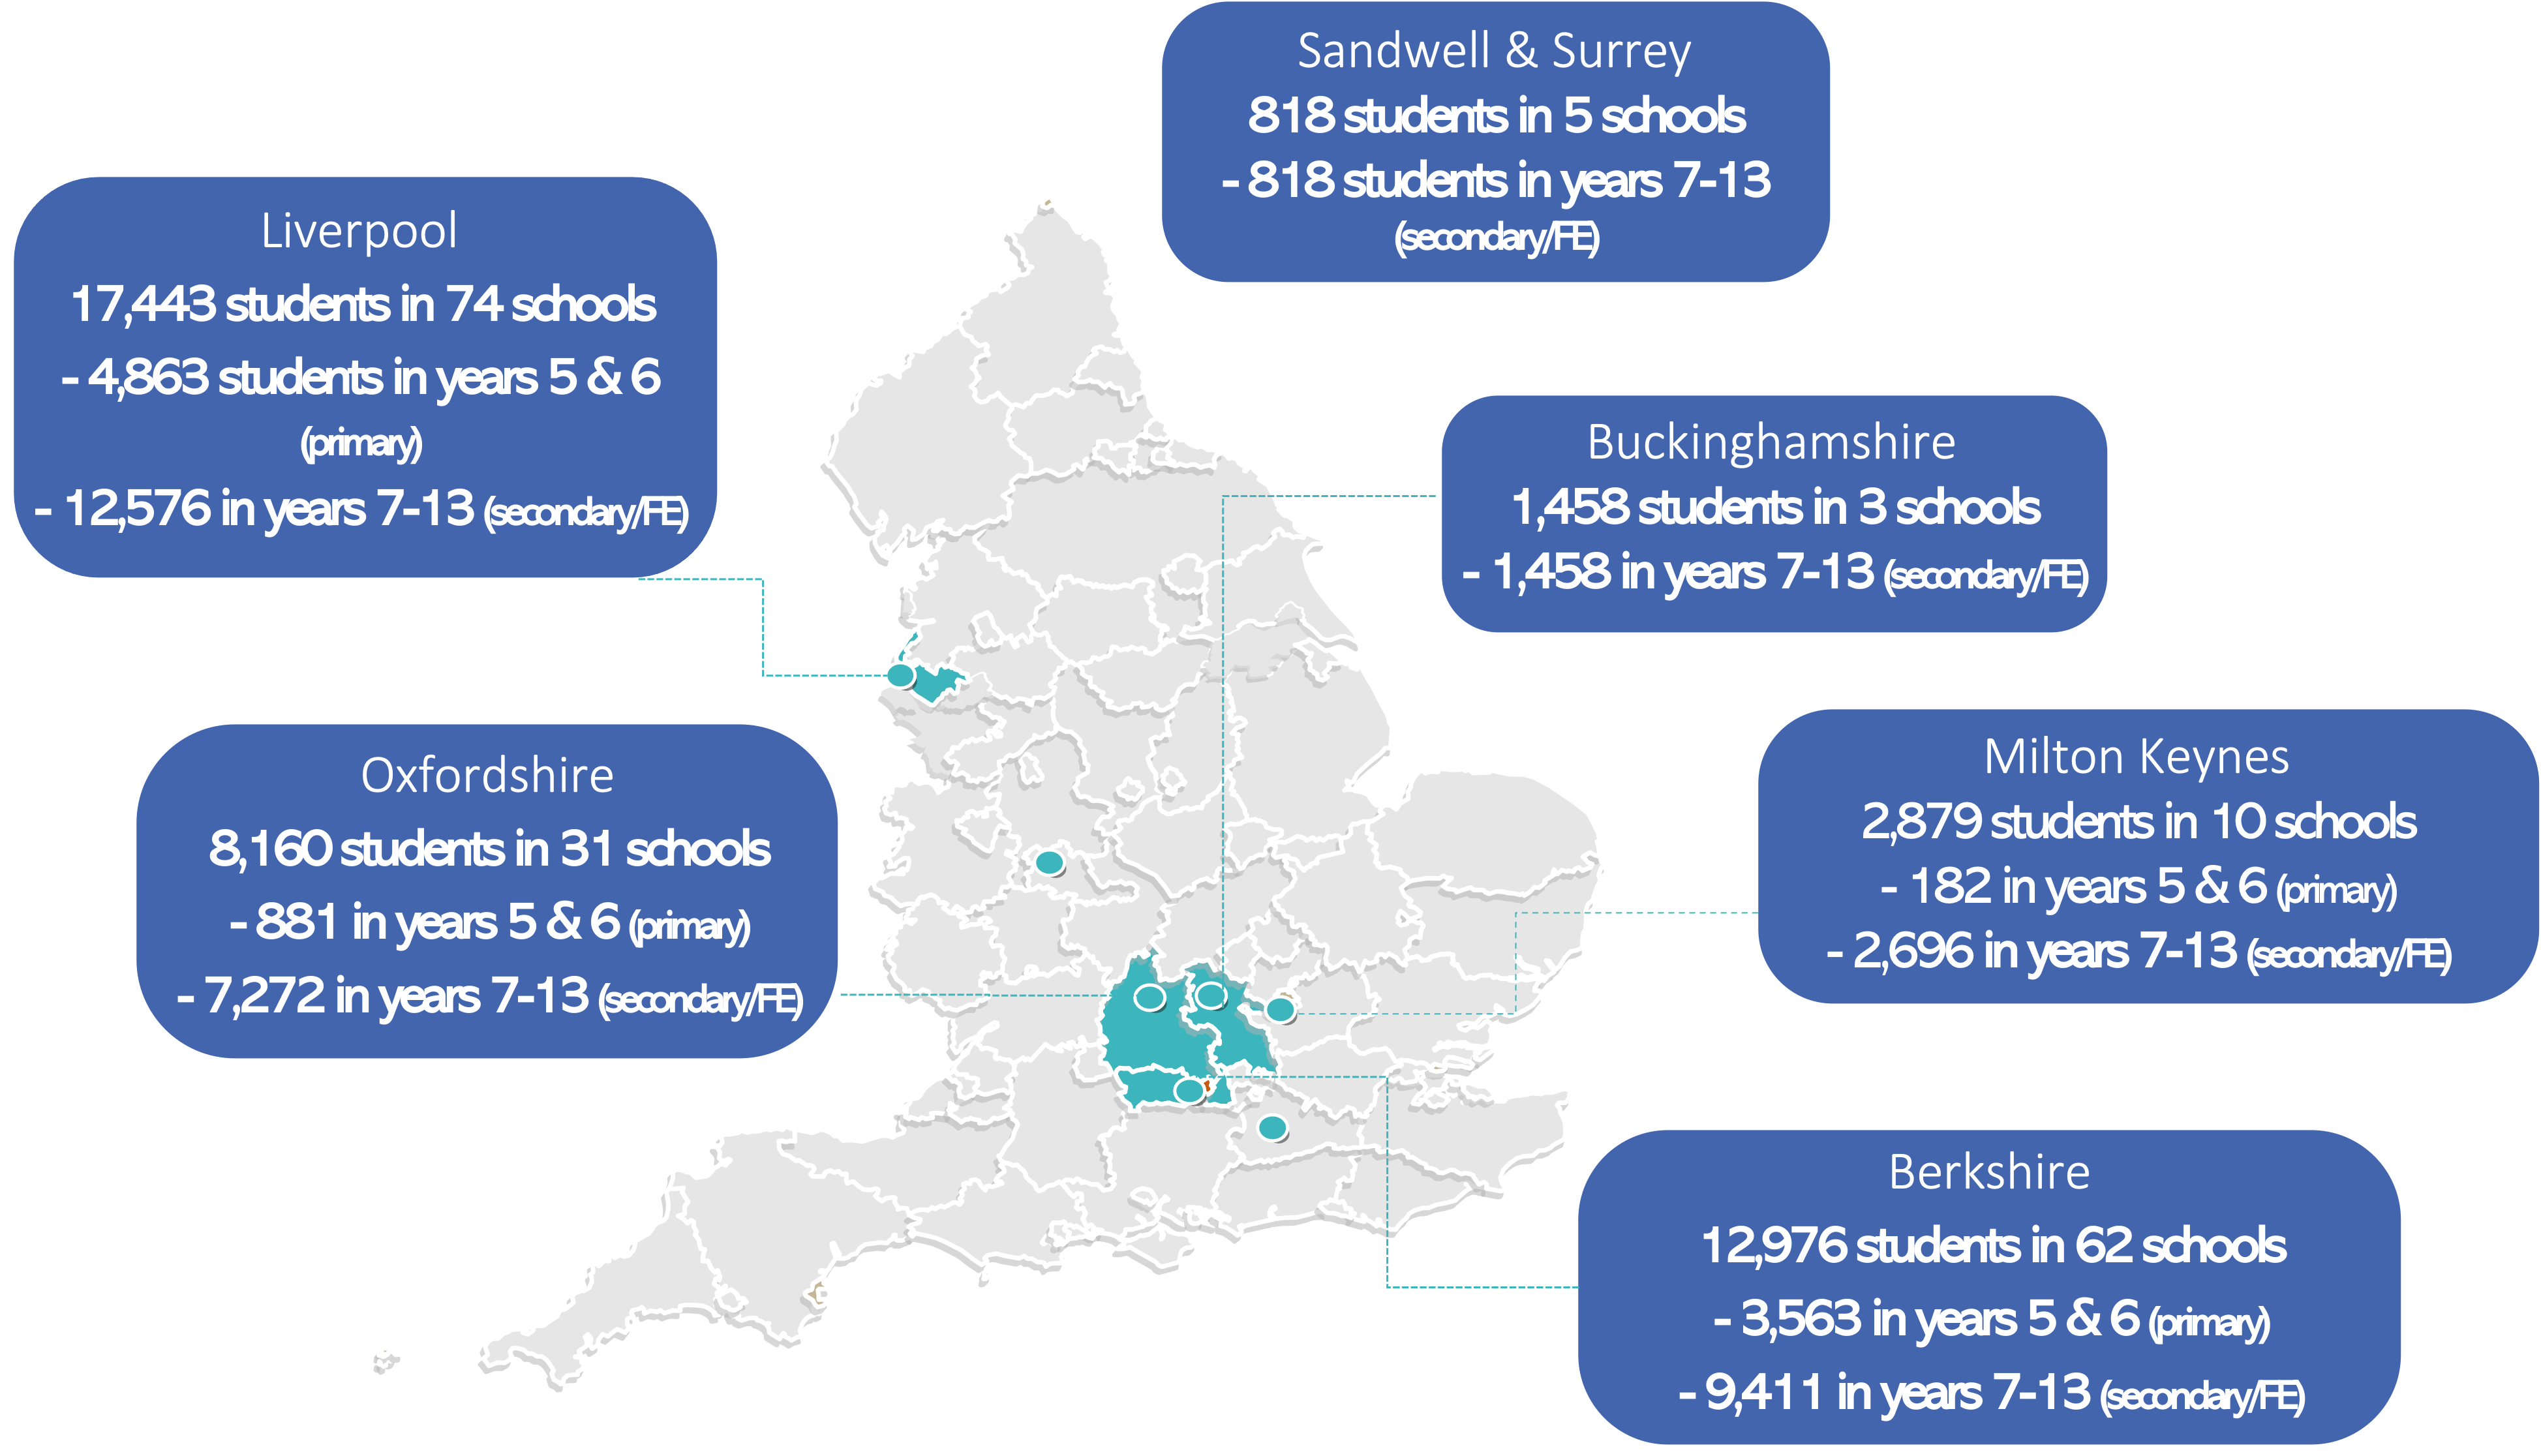 Sandwell & Surrey
818 students in 5 schools
- 818 students in years 7-13
(secondary/FE)
Liverpool
17,443 students in 74 schools
- 4,863 students in years 5 & 6
(primary)
- 12,576 in years 7-13 (secondary/FE)
Buckinghamshire
1,458 students in 3 schools
- 1,458 in years 7-13 (secondary/FE)
Oxfordshire
8,160 students in 31 schools
- 881 in years 5 & 6 (primary)
- 7,272 in years 7-13 (secondary/FE)
Milton Keynes
2,879 students in 10 schools
- 182 in years 5 & 6 (primary)
- 2,696 in years 7-13 (secondary/FE)
Berkshire
12,976 students in 62 schools
- 3,563 in years 5 & 6 (primary)
- 9,411 in years 7-13 (secondary/FE)